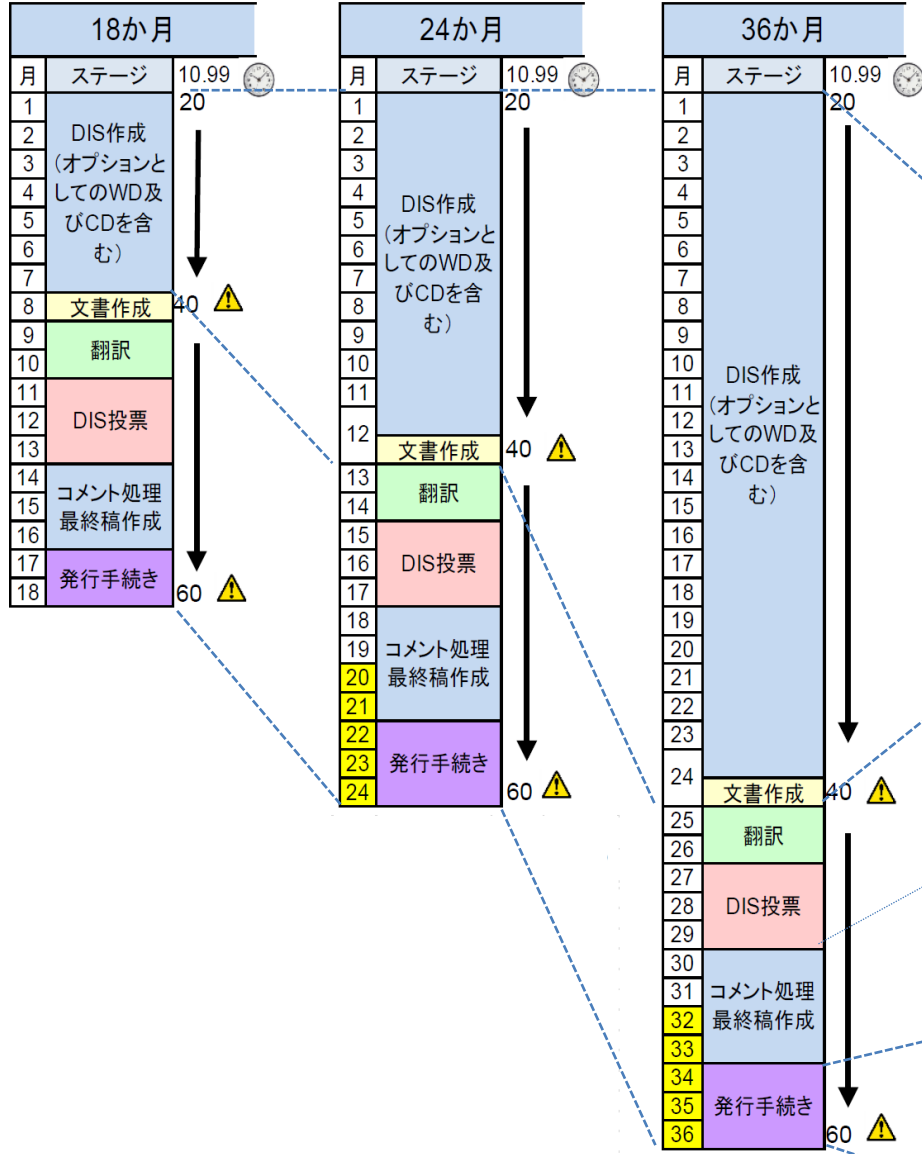 18か月
月 ステージ 10.99
20
1
2
3
4
5
6
7
DIS作成
(オプションと
してのWD及
びCDを含
む)
8 文書作成 40
9
10
翻訳
11
12
13
DIS投票
14
15
16
コメント処理
最終稿作成
17
18
発行手続き
60
24か月
月 ステージ 10.99
20
1
2
3
4
5
6
7
8
9
10
11
12
DIS作成
(オプションと
してのWD及
びCDを含
む)
文書作成 40
13
14
翻訳
15
16
17
DIS投票
18
19
20
21
コメント処理
最終稿作成
22
23
24
発行手続き
60
36か月
月 ステージ 10.99
20
1
2
3
4
5
6
7
8
9
10
11
12
13
14
15
16
17
18
19
20
21
22
23
24
DIS作成
(オプションと
してのWD及
びCDを含
む)
文書作成 40
25
26
翻訳
27
28
29
DIS投票
30
31
32
33
コメント処理
最終稿作成
34
35
36
発行手続き
60